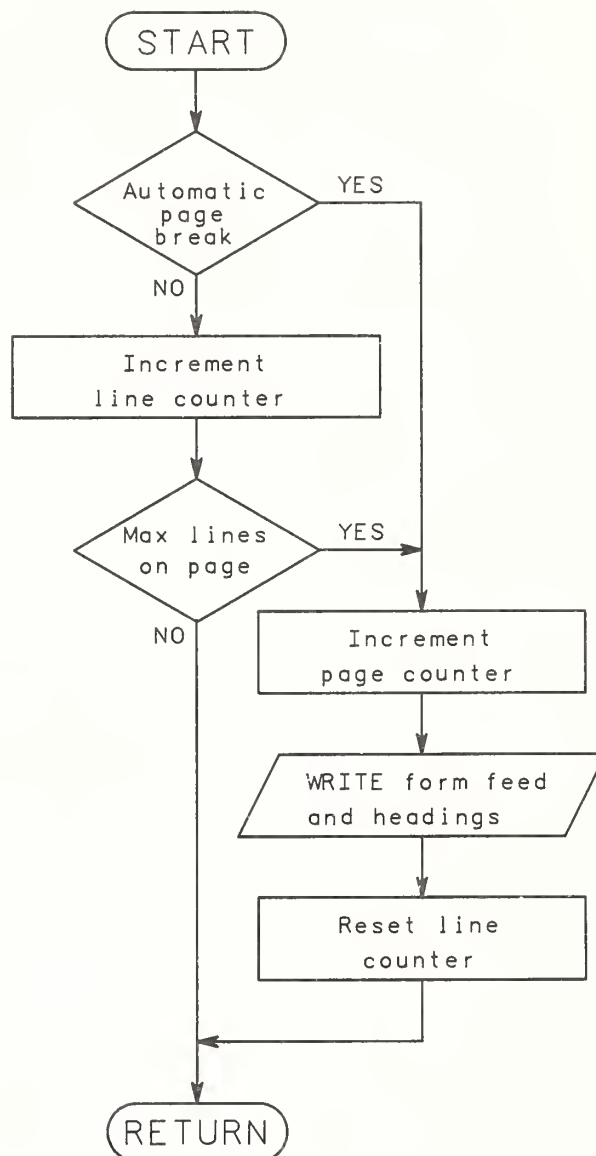 START
Automatic
page
break
YES
NO
Increment
line counter
Max lines
on page
YES
NO
Increment
page counter
WRITE form feed
and headings
Reset line
counter
RETURN